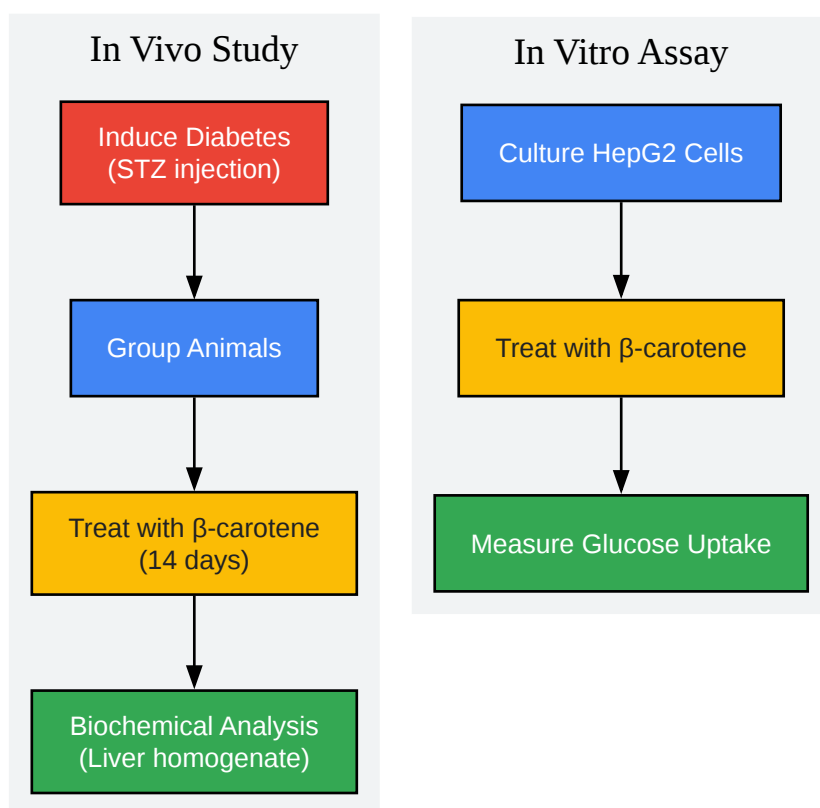 In Vivo Study
Induce Diabetes
(STZ injection)
Group Animals
Treat with β-carotene
(14 days)
Biochemical Analysis
(Liver homogenate)
In Vitro Assay
Culture HepG2 Cells
Treat with β-carotene
Measure Glucose Uptake